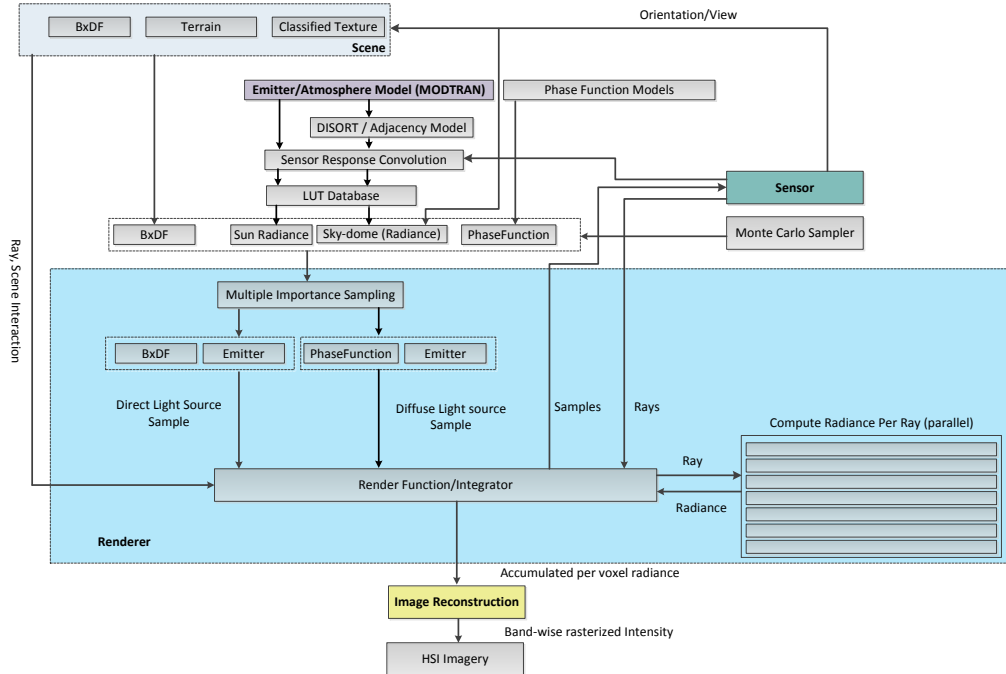 Orientation/View
BxDF
Terrain
Classified Texture
Scene
Emitter/Atmosphere Model (MODTRAN)
Phase Function Models
DISORT / Adjacency Model
Sensor Response Convolution
Sensor
LUT Database
BxDF
Sun Radiance
Sky-dome (Radiance)
PhaseFunction
Monte Carlo Sampler
Ray, Scene Interaction
Multiple Importance Sampling
BxDF
Emitter
PhaseFunction
Emitter
Direct Light Source
Sample
Diffuse Light source
Sample
Samples
Rays
Compute Radiance Per Ray (parallel)
Ray
Render Function/Integrator
Radiance
Renderer
Accumulated per voxel radiance
Image Reconstruction
Band-wise rasterized Intensity
HSI Imagery